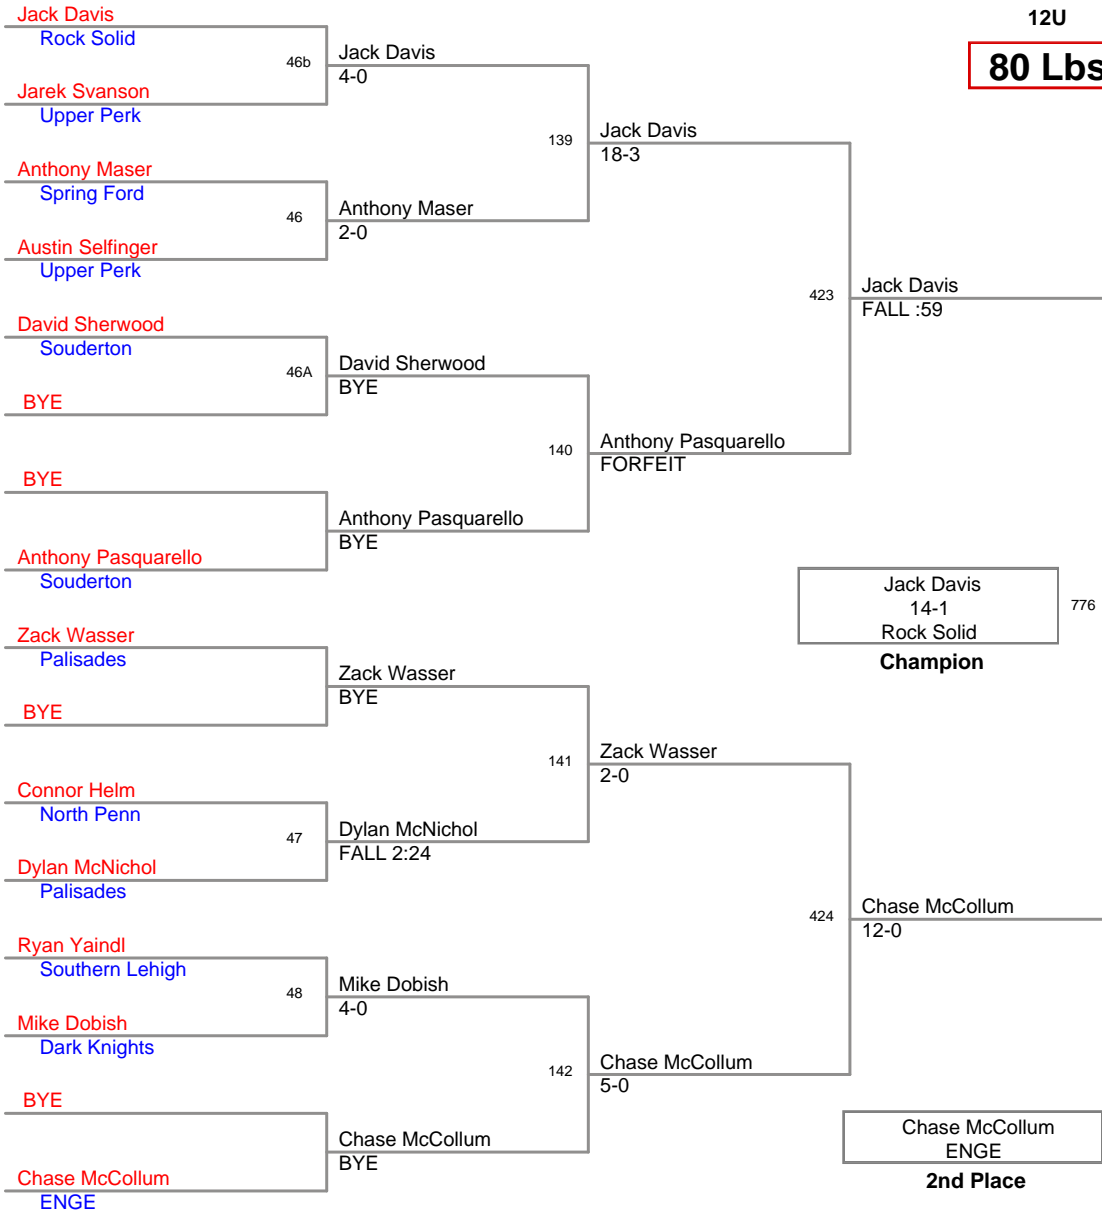 12U
80 Lbs
Jack Davis
Rock Solid
46b
Jack Davis
4-0
Jarek Svanson
Upper Perk
139
Jack Davis
18-3
Anthony Maser
Spring Ford
46
Anthony Maser
2-0
Austin Selfinger
Upper Perk
423
Jack Davis
FALL :59
David Sherwood
Souderton
46A
David Sherwood
BYE
BYE
140
Anthony Pasquarello
FORFEIT
BYE
Anthony Pasquarello
BYE
Anthony Pasquarello
Souderton
Jack Davis
14-1
Rock Solid
776
Champion
Zack Wasser
Palisades
Zack Wasser
BYE
BYE
141
Zack Wasser
2-0
Connor Helm
North Penn
47
Dylan McNichol
FALL 2:24
Dylan McNichol
Palisades
424
Chase McCollum
12-0
Ryan Yaindl
Southern Lehigh
48
Mike Dobish
4-0
Mike Dobish
Dark Knights
142
Chase McCollum
5-0
BYE
Chase McCollum
BYE
Chase McCollum
ENGE
Chase McCollum
ENGE
2nd Place